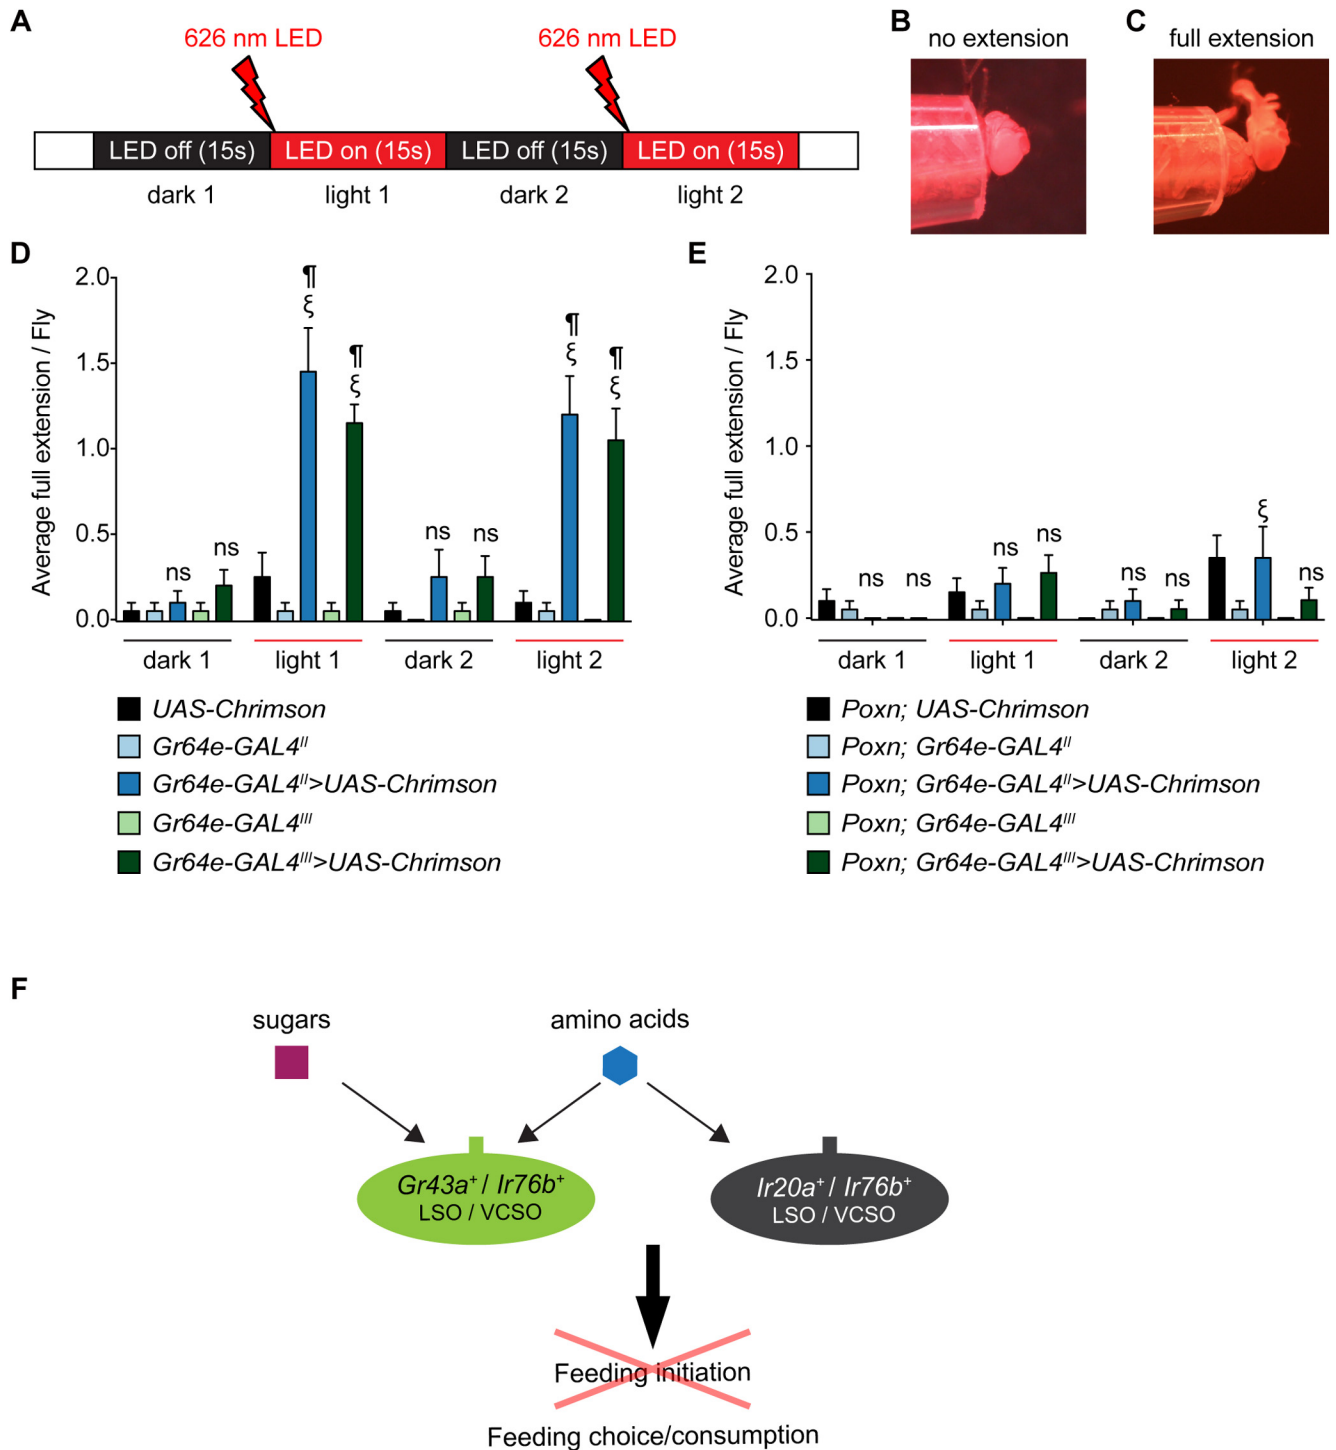 A
626 nm LED
626 nm LED
LED off (15s)
LED on (15s)
LED off (15s)
LED on (15s)
dark 1
light 1
dark 2
light 2
B
no extension
C
full extension
D
Average full extension / Fly
2.0
1.5
1.0
0.5
0.0
ns
ns
¶
ξ
¶
ξ
ns
ns
¶
ξ
¶
ξ
dark 1
light 1
dark 2
light 2
UAS-Chrimson
Gr64e-GAL4ᴵᴵ
Gr64e-GAL4ᴵᴵ>UAS-Chrimson
Gr64e-GAL4ᴵᴵᴵ
Gr64e-GAL4ᴵᴵᴵ>UAS-Chrimson
E
Average full extension / Fly
2.0
1.5
1.0
0.5
0.0
ns
ns
ns
ns
ns
ns
ξ
ns
dark 1
light 1
dark 2
light 2
Poxn; UAS-Chrimson
Poxn; Gr64e-GAL4ᴵᴵ
Poxn; Gr64e-GAL4ᴵᴵ>UAS-Chrimson
Poxn; Gr64e-GAL4ᴵᴵᴵ
Poxn; Gr64e-GAL4ᴵᴵᴵ>UAS-Chrimson
F
sugars
amino acids
Gr43a⁺ / Ir76b⁺
LSO / VCSO
Ir20a⁺ / Ir76b⁺
LSO / VCSO
Feeding initiation
Feeding choice/consumption